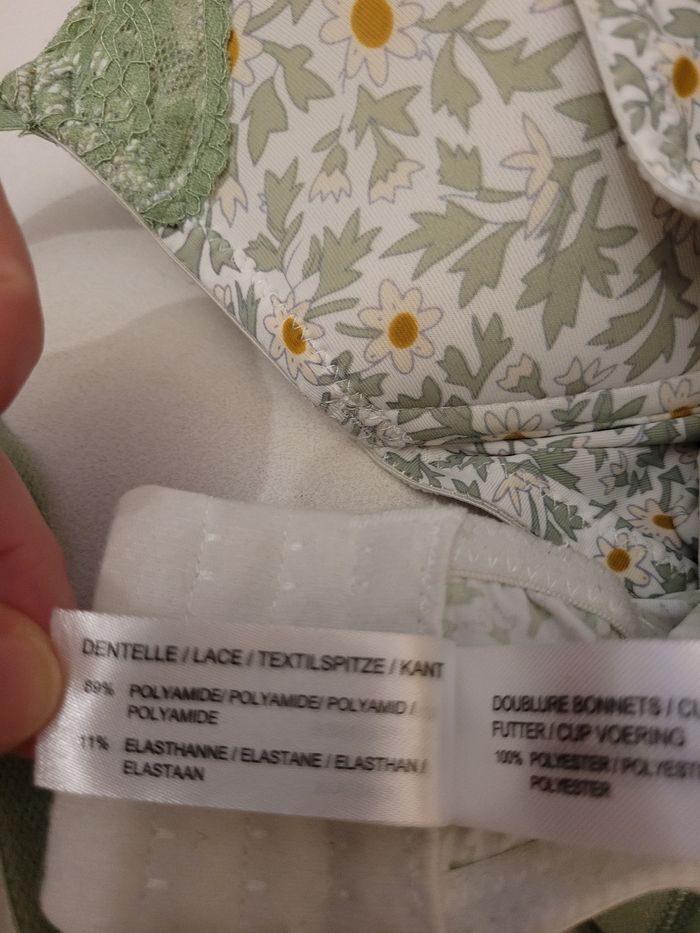 DENTELLE / LACE / TEXTILSPITZE / KANT
89% POLYAMIDE/ POLYAMIDE/ POLYAMID /
POLYAMIDE
11% ELASTHANNE / ELASTANE / ELASTHAN /
ELASTAAN
DOUBLURE BONNETS /
FUTTER / CUP VOERING
100% POLYESTER /
POLYESTER